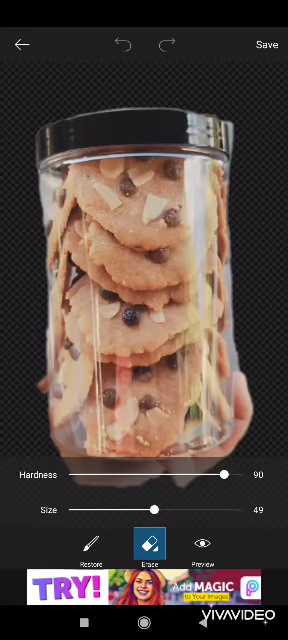 Save
Hardness 90
Size 49
Restore Erase Preview
TRY! Add MAGIC
to Your Images
VIVAVIDEO